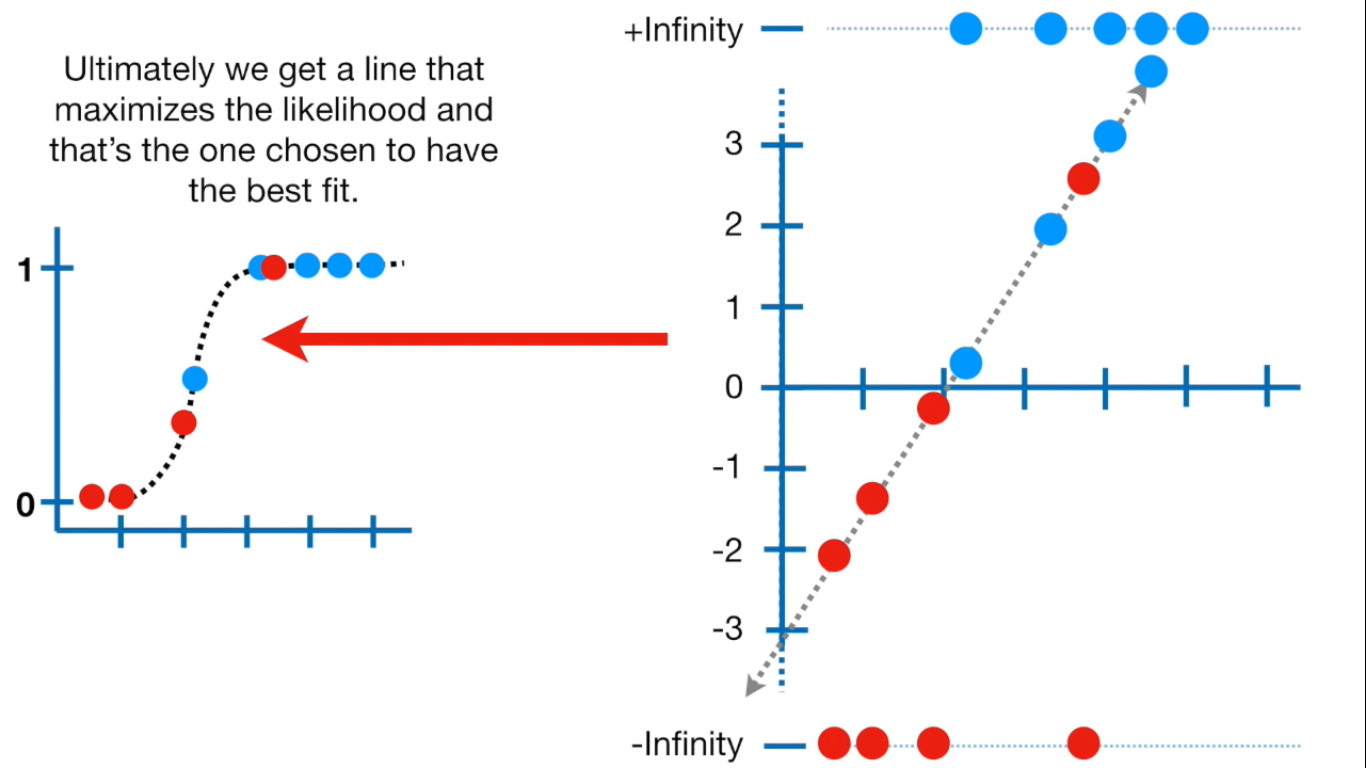 Ultimately we get a line that
maximizes the likelihood and
that's the one chosen to have
the best fit.
1
0
+Infinity
3
2
1
0
-1
-2
-3
-Infinity